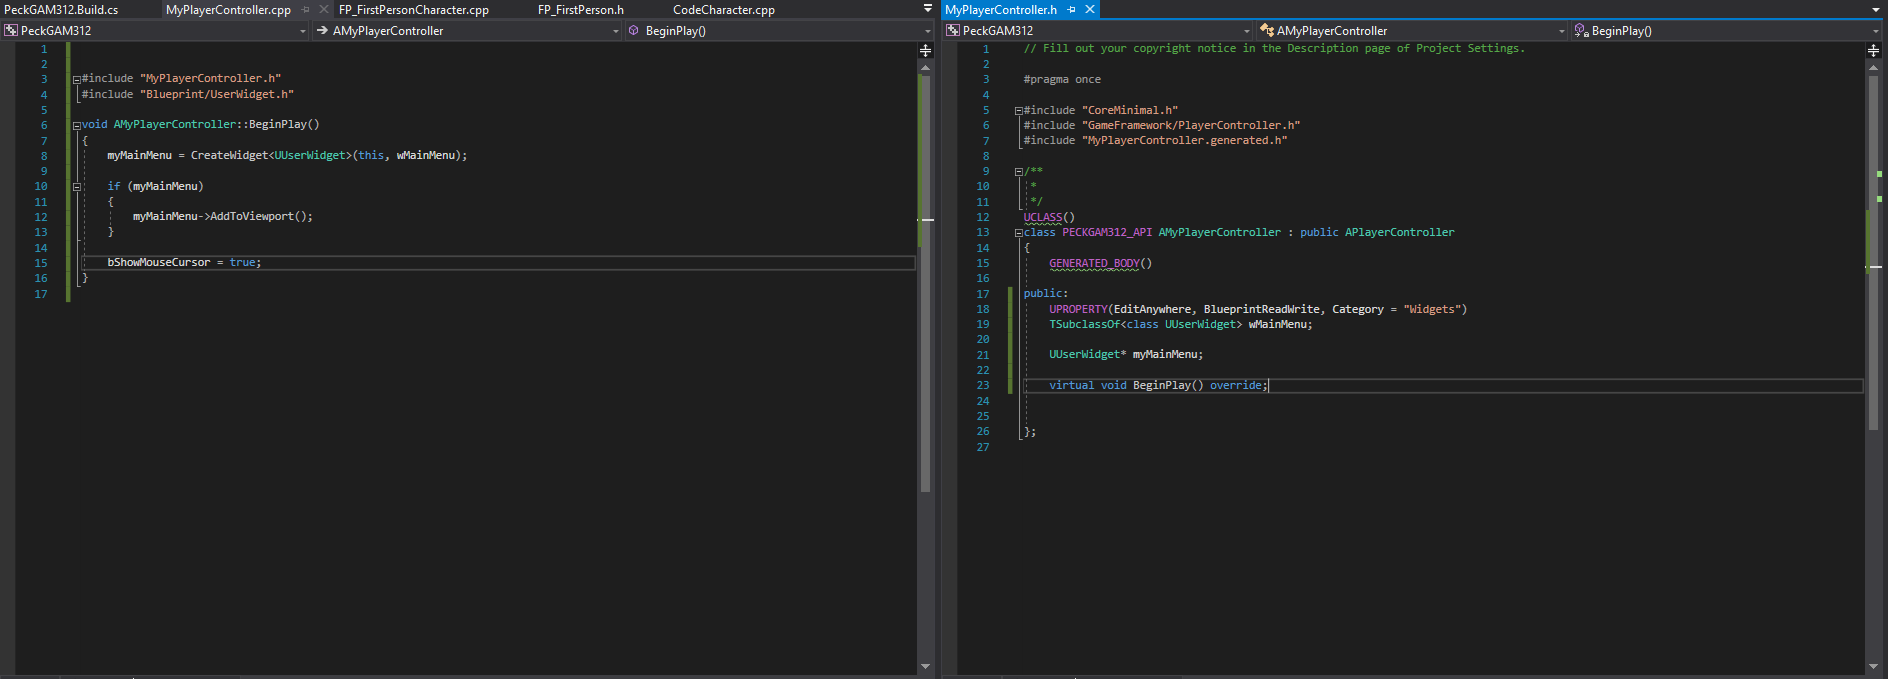 PeckGAM312.Build.cs MyPlayerController.cpp FP_FirstPersonCharacter.cpp FP_FirstPerson.h CodeCharacter.cpp
PeckGAM312 AMyPlayerController BeginPlay()
1
2
3 #include "MyPlayerController.h"
4 #include "Blueprint/UserWidget.h"
5
6 void AMyPlayerController::BeginPlay()
7 {
8 myMainMenu = CreateWidget<UUserWidget>(this, wMainMenu);
9
10 if (myMainMenu)
11 {
12 myMainMenu->AddToViewport();
13 }
14
15 bShowMouseCursor = true;
16 }
17
MyPlayerController.h
PeckGAM312 AMyPlayerController BeginPlay()
1 // Fill out your copyright notice in the Description page of Project Settings.
2
3 #pragma once
4
5 #include "CoreMinimal.h"
6 #include "GameFramework/PlayerController.h"
7 #include "MyPlayerController.generated.h"
8
9 /**
10 *
11 */
12 UCLASS()
13 class PECKGAM312_API AMyPlayerController : public APlayerController
14 {
15 GENERATED_BODY()
16
17 public:
18 UPROPERTY(EditAnywhere, BlueprintReadWrite, Category = "Widgets")
19 TSubclassOf<class UUserWidget> wMainMenu;
20
21 UUserWidget* myMainMenu;
22
23 virtual void BeginPlay() override;
24
25
26 };
27